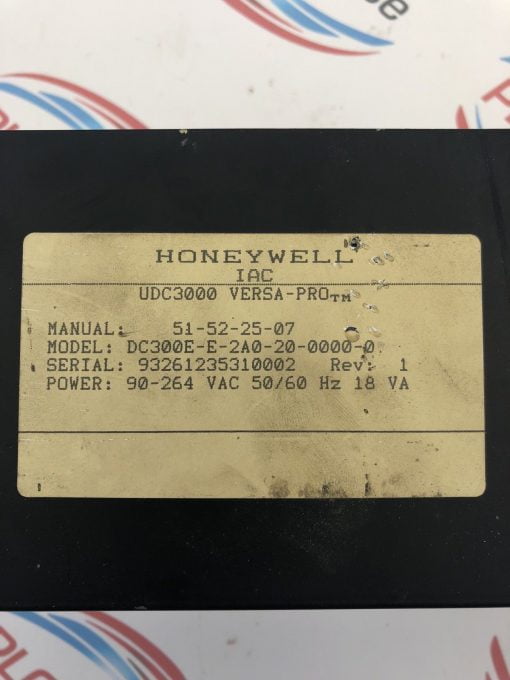 HONEYWELL
IAC
UDC3000 VERSA-PRO™
MANUAL: 51-52-25-07
MODEL: DC300E-E-2A0-20-0000-0
SERIAL: 93261235310002 Rev: 1
POWER: 90-264 VAC 50/60 Hz 18 VA